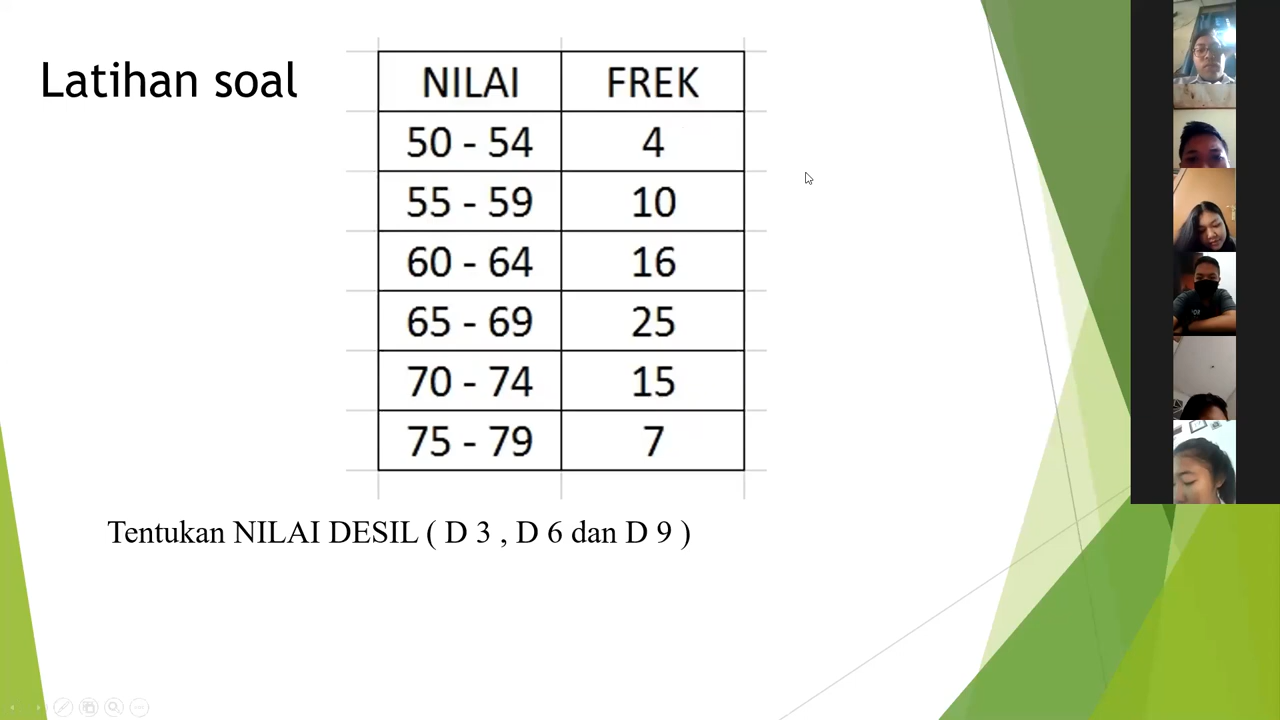 Latihan soal
NILAI FREK
50 - 54 4
55 - 59 10
60 - 64 16
65 - 69 25
70 - 74 15
75 - 79 7
Tentukan NILAI DESIL ( D 3 , D 6 dan D 9 )